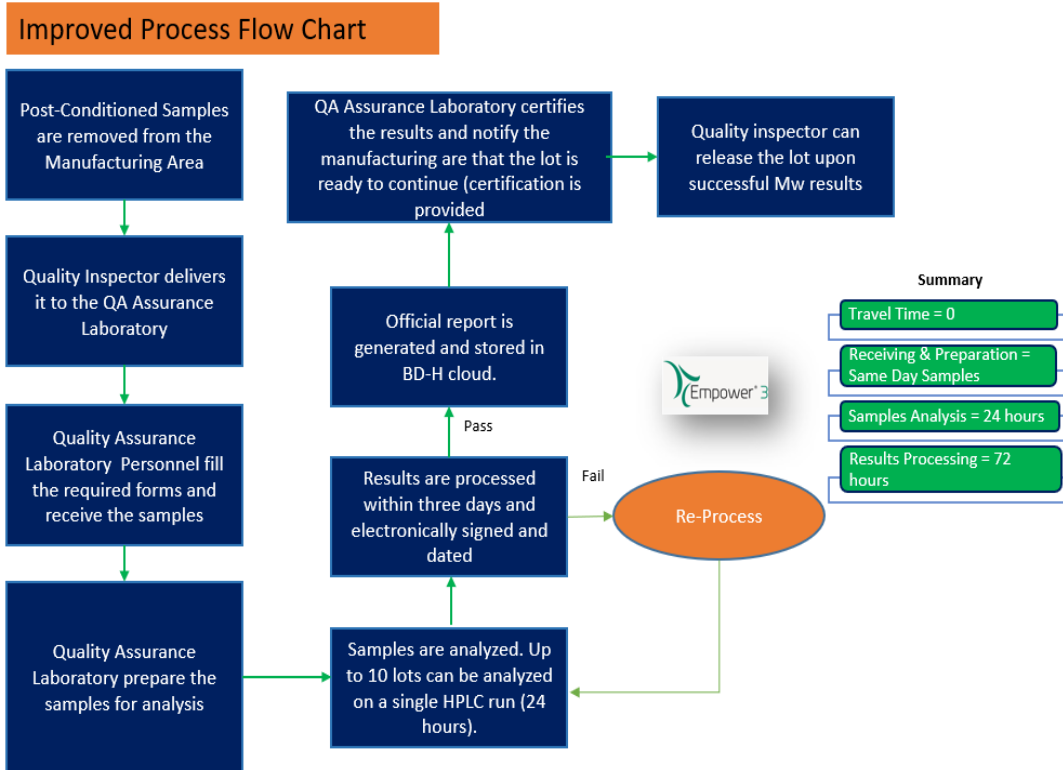 Improved Process Flow Chart
Post-Conditioned Samples
are removed from the
Manufacturing Area
Quality Inspector delivers
it to the QA Assurance
Laboratory
Quality Assurance
Laboratory Personnel fill
the required forms and
receive the samples
Quality Assurance
Laboratory prepare the
samples for analysis
Samples are analyzed. Up
to 10 lots can be analyzed
on a single HPLC run (24
hours).
Results are processed
within three days and
electronically signed and
dated
Fail
Re-Process
Pass
Official report is
generated and stored in
BD-H cloud.
QA Assurance Laboratory certifies
the results and notify the
manufacturing are that the lot is
ready to continue (certification is
provided
Quality inspector can
release the lot upon
successful Mw results
Empower 3
Summary
Travel Time = 0
Receiving & Preparation =
Same Day Samples
Samples Analysis = 24 hours
Results Processing = 72
hours